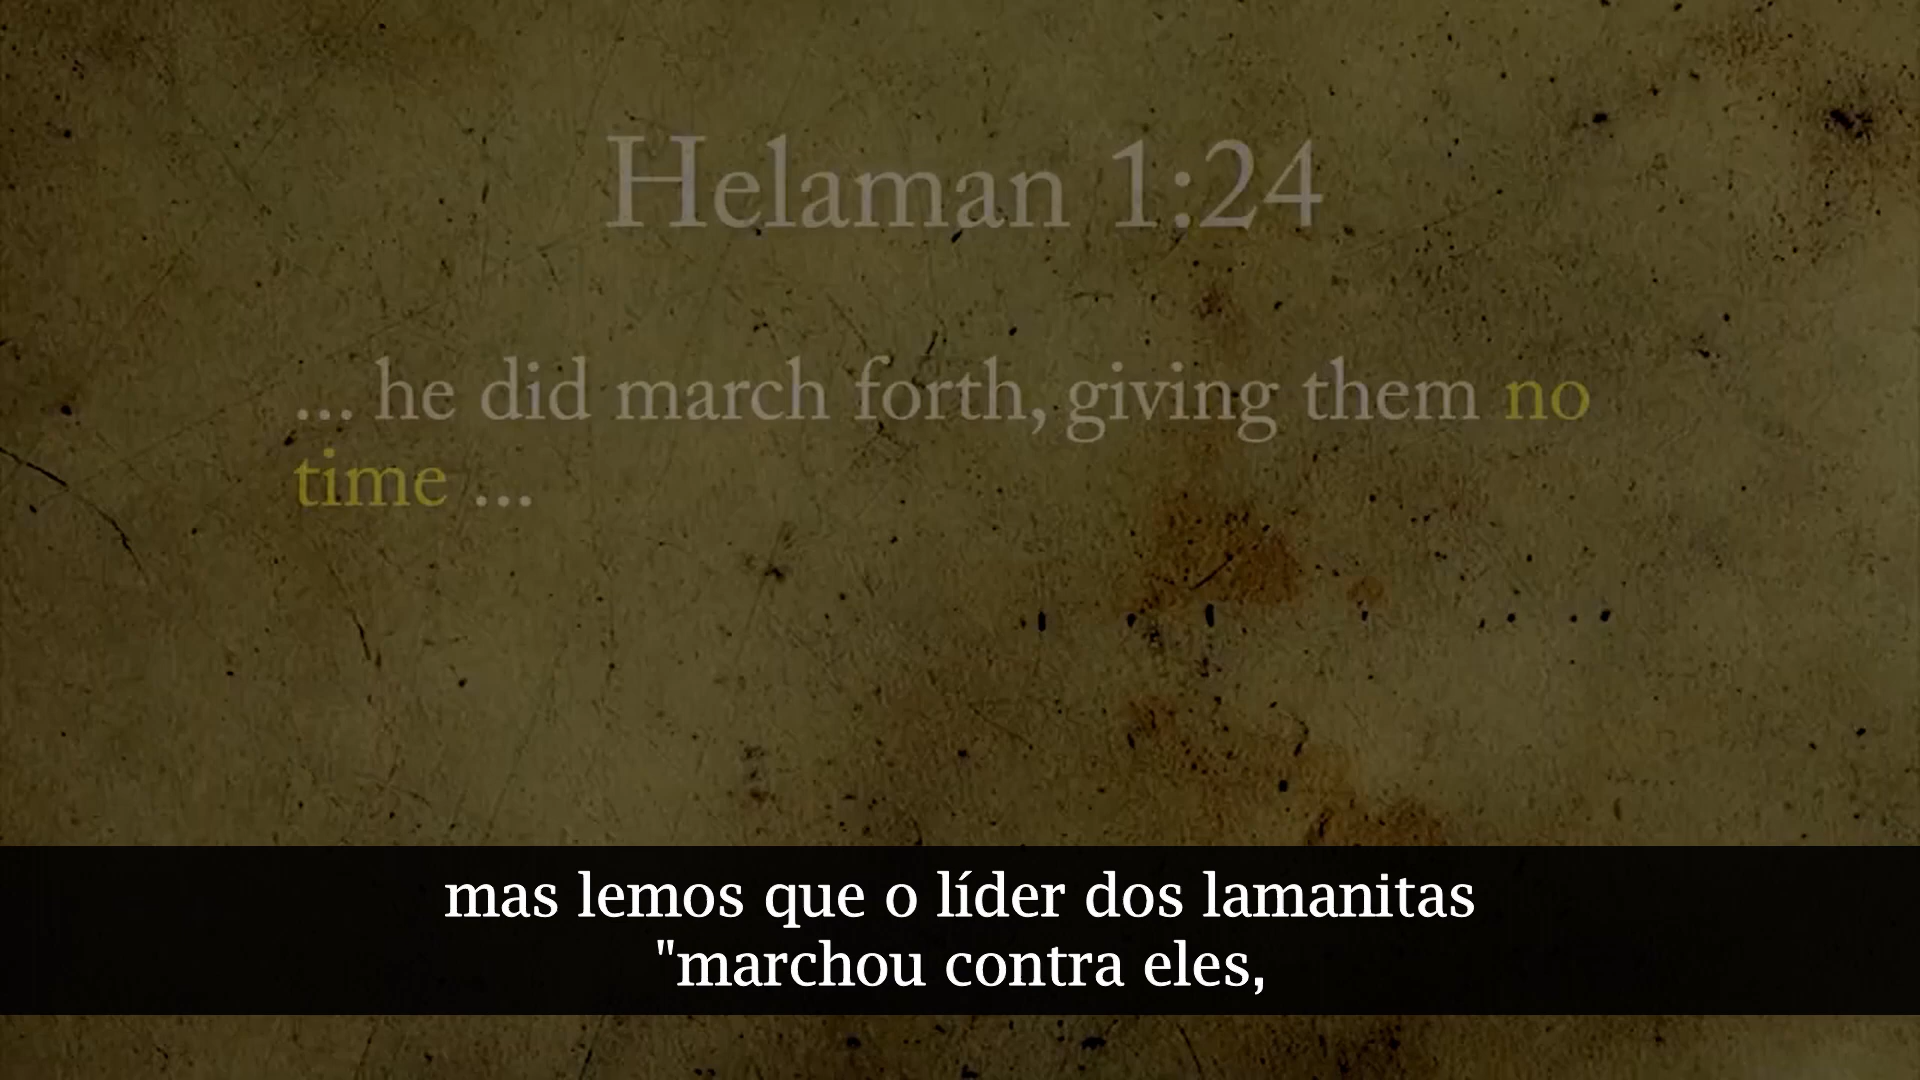 Helaman 1:24
... he did march forth, giving them no
time ...
mas lemos que o líder dos lamanitas
"marchou contra eles,